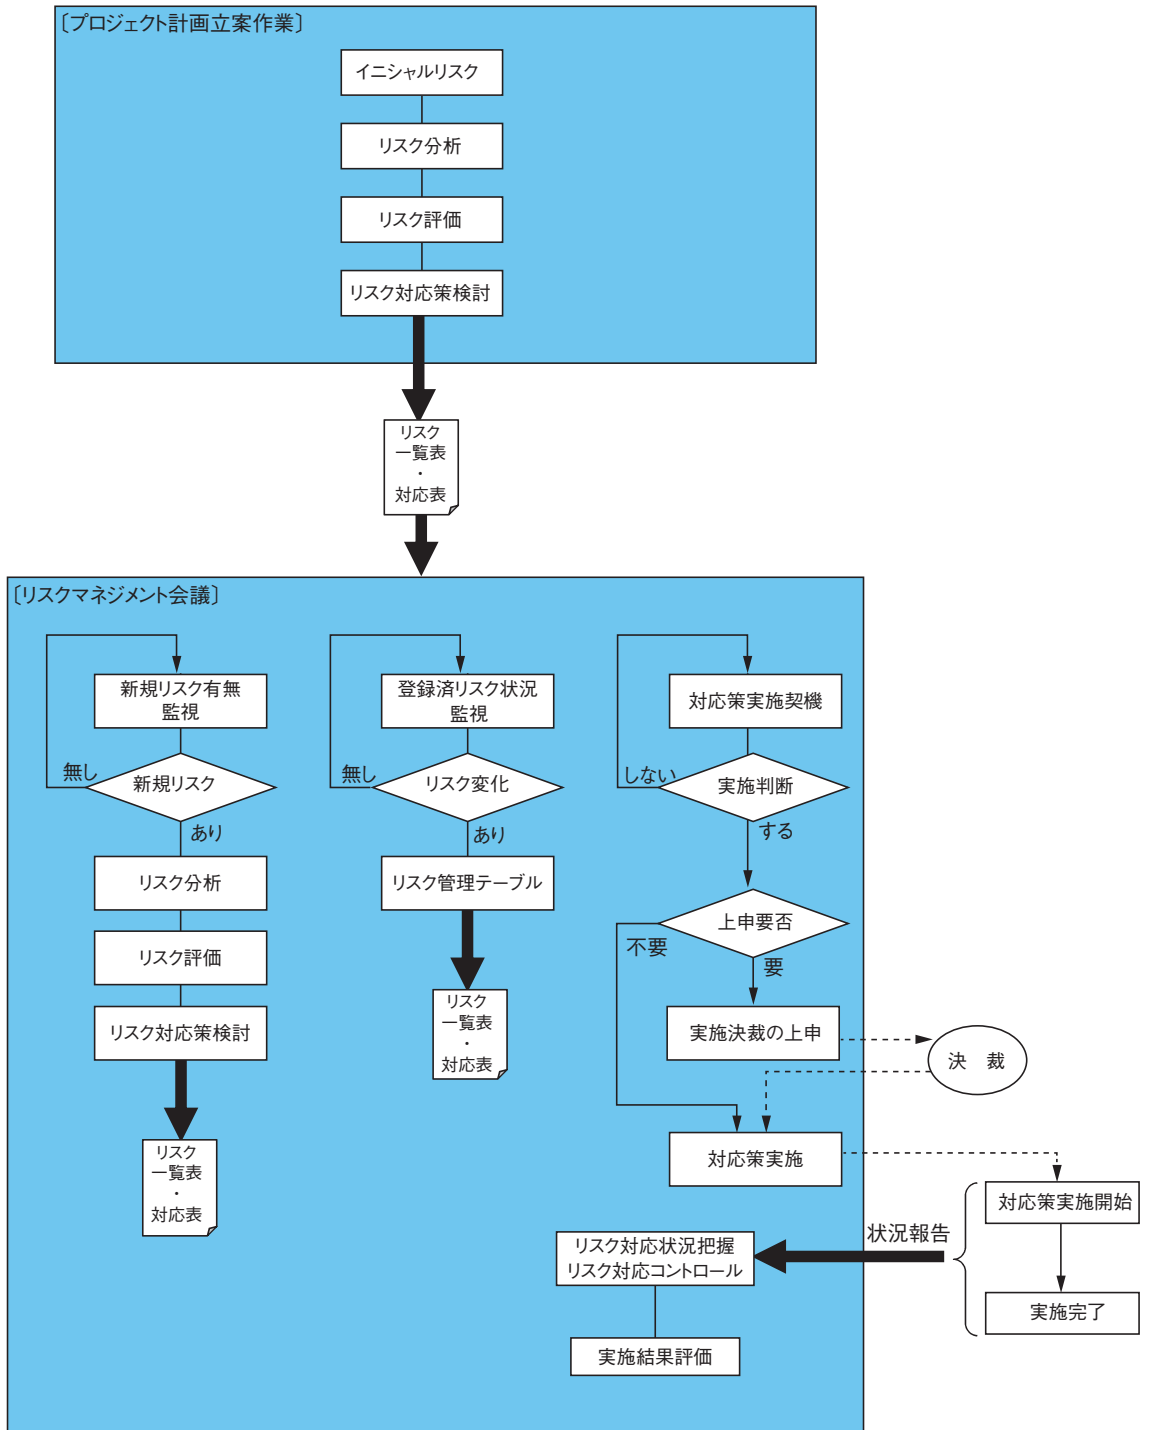 〔プロジェクト計画立案作業〕
イニシャルリスク
リスク分析
リスク評価
リスク対応策検討
リスク
一覧表
・
対応表
〔リスクマネジメント会議〕
新規リスク有無
監視
無し
新規リスク
あり
リスク分析
リスク評価
リスク対応策検討
リスク
一覧表
・
対応表
登録済リスク状況
監視
無し
リスク変化
あり
リスク管理テーブル
リスク
一覧表
・
対応表
対応策実施契機
しない
実施判断
する
上申要否
不要
要
実施決裁の上申
決 裁
対応策実施
対応策実施開始
状況報告
実施完了
リスク対応状況把握
リスク対応コントロール
実施結果評価